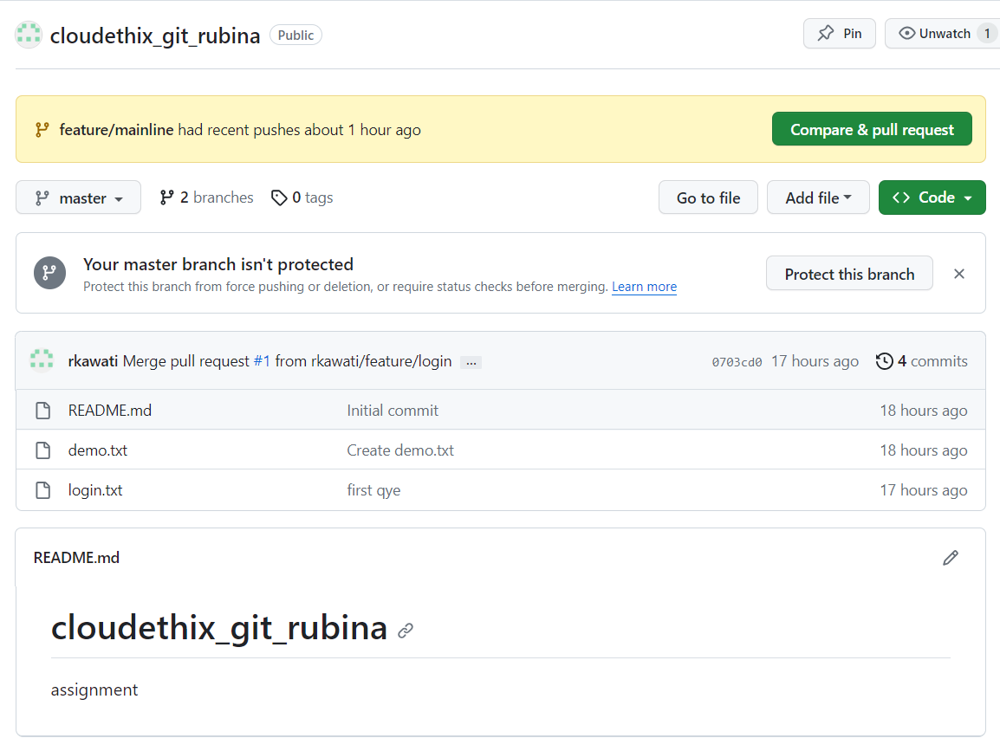 cloudethix_git_rubina Public Pin Unwatch 1
feature/mainline had recent pushes about 1 hour ago Compare & pull request
master 2 branches 0 tags Go to file Add file Code
Your master branch isn't protected
Protect this branch from force pushing or deletion, or require status checks before merging. Learn more Protect this branch
rkawati Merge pull request #1 from rkawati/feature/login ... 0703cd0 17 hours ago 4 commits
README.md Initial commit 18 hours ago
demo.txt Create demo.txt 18 hours ago
login.txt first qye 17 hours ago
README.md
cloudethix_git_rubina
assignment